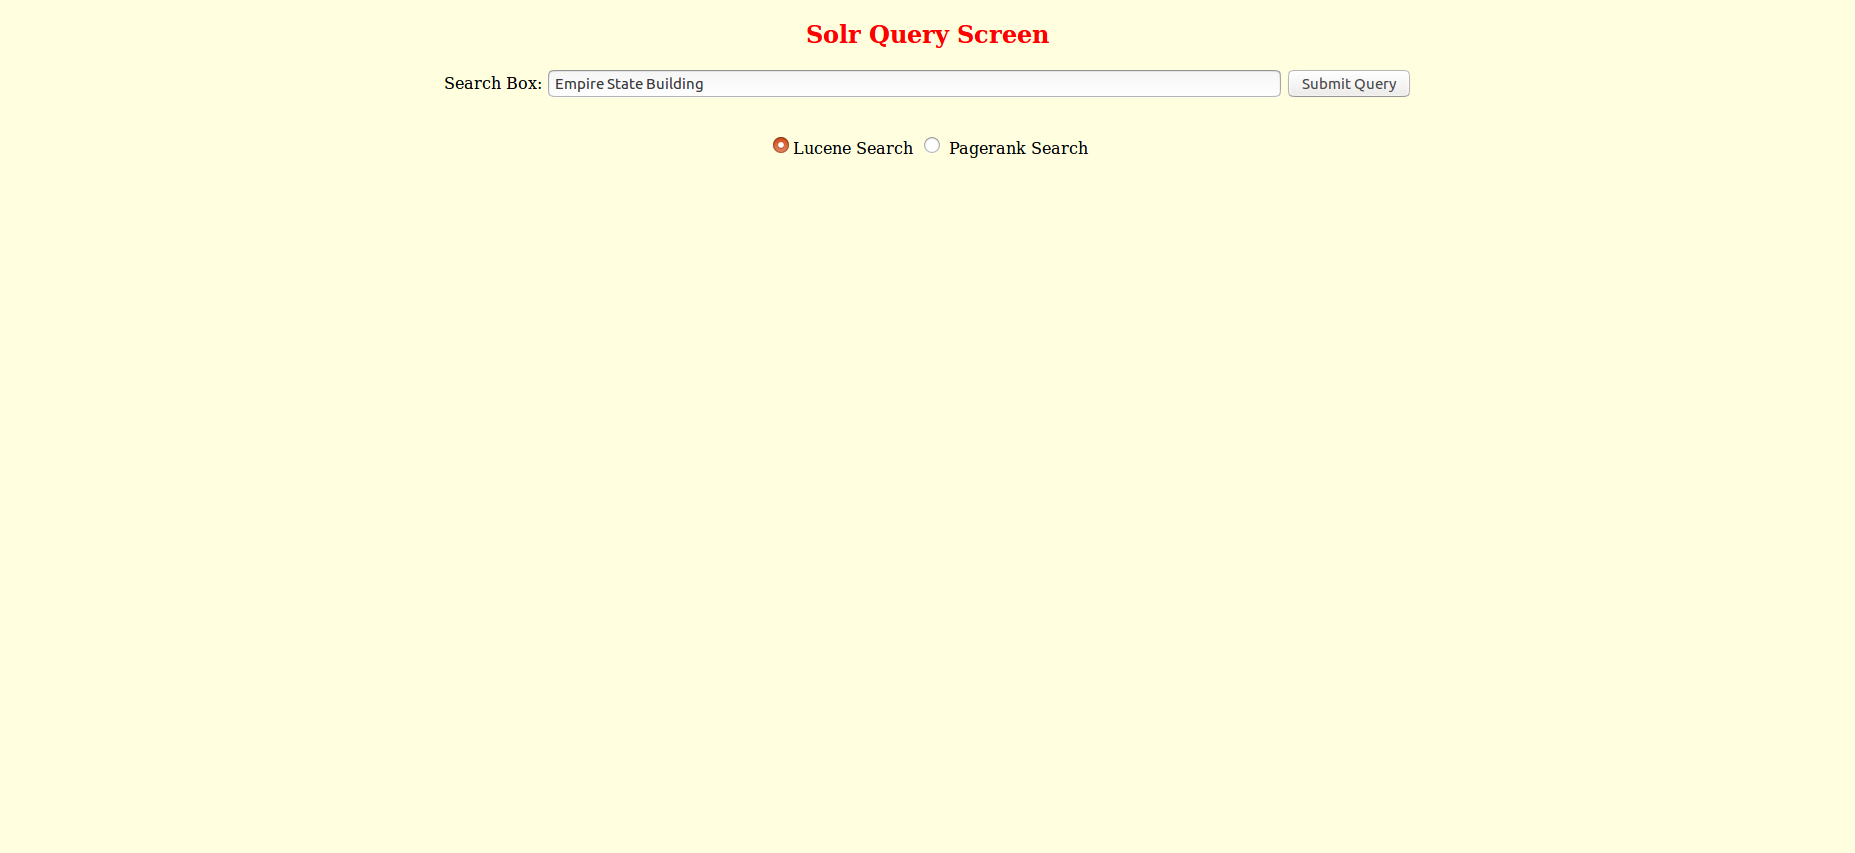 Solr Query Screen
Search Box: Empire State Building Submit Query
Lucene Search Pagerank Search